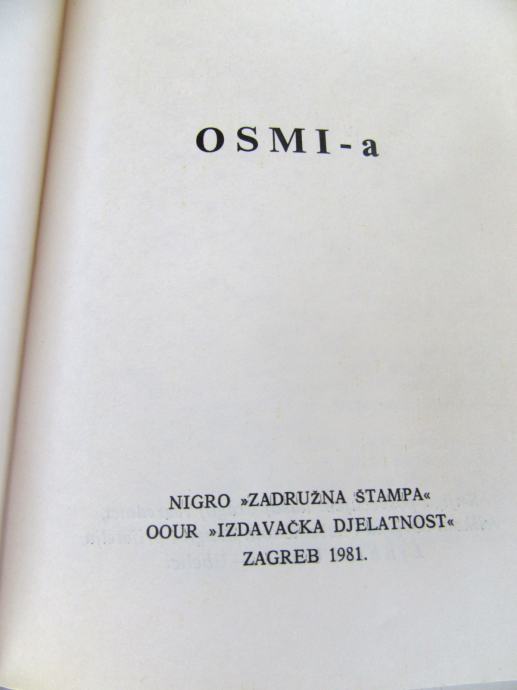 OSMI-a
NIGRO »ZADRUŽNA ŠTAMPA«
OOUR »IZDAVAČKA DJELATNOST«
ZAGREB 1981.